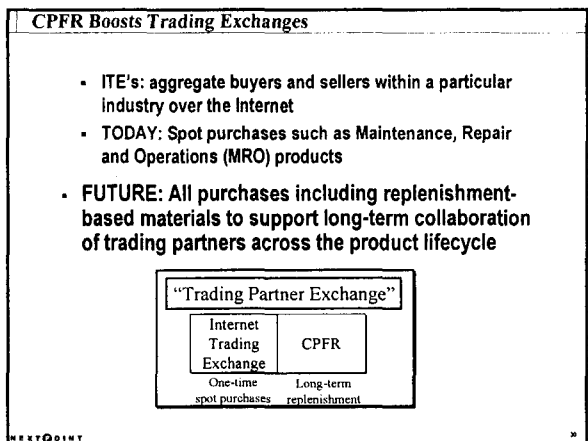 CPFR Boosts Trading Exchanges
▪ ITE's: aggregate buyers and sellers within a particular
industry over the Internet
▪ TODAY: Spot purchases such as Maintenance, Repair
and Operations (MRO) products
▪ FUTURE: All purchases including replenishment-
based materials to support long-term collaboration
of trading partners across the product lifecycle
“Trading Partner Exchange”
Internet
Trading
Exchange
CPFR
One-time
spot purchases
Long-term
replenishment
NEXTPOINT